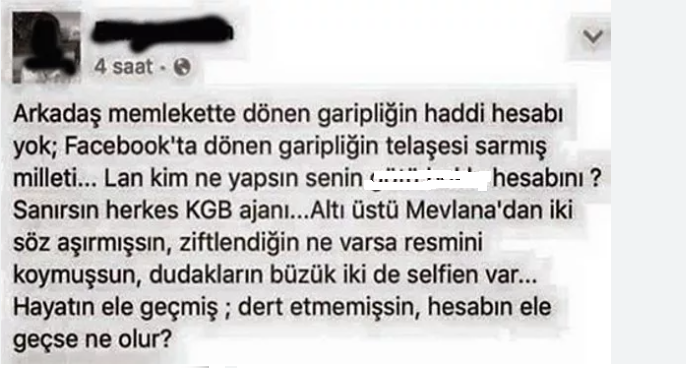 4 saat ·
Arkadaş memlekette dönen garipliğin haddi hesabı
yok; Facebook'ta dönen garipliğin telaşesi sarmış
milleti... Lan kim ne yapsın senin hesabını ?
Sanırsın herkes KGB ajanı...Altı üstü Mevlana'dan iki
söz aşırmışsın, ziftlendiğin ne varsa resmini
koymuşsun, dudakların büzük iki de selfien var...
Hayatın ele geçmiş ; dert etmemişsin, hesabın ele
geçse ne olur?